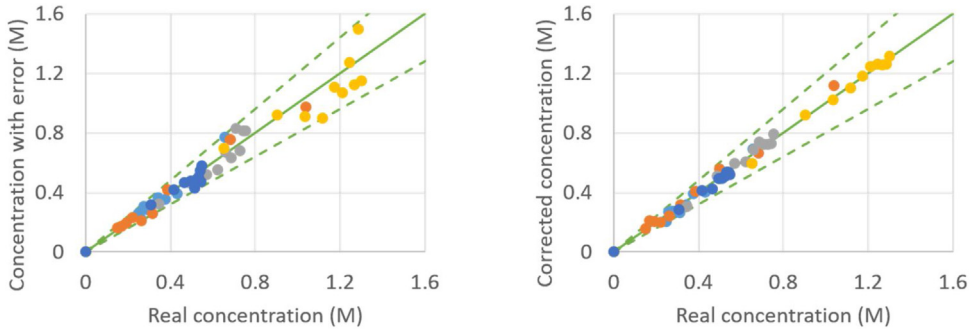 Concentration with error (M)
1.6
1.2
0.8
0.4
0
0 0.4 0.8 1.2 1.6
Real concentration (M)
Corrected concentration (M)
1.6
1.2
0.8
0.4
0
0 0.4 0.8 1.2 1.6
Real concentration (M)